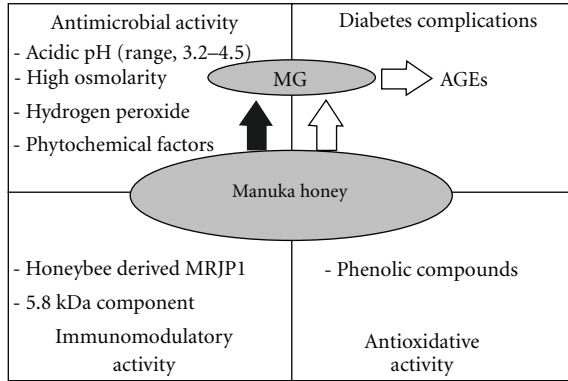 Antimicrobial activity
- Acidic pH (range, 3.2–4.5)
- High osmolarity
- Hydrogen peroxide
- Phytochemical factors
Diabetes complications
MG
AGEs
Manuka honey
- Honeybee derived MRJP1
- 5.8 kDa component
Immunomodulatory
activity
- Phenolic compounds
Antioxidative
activity